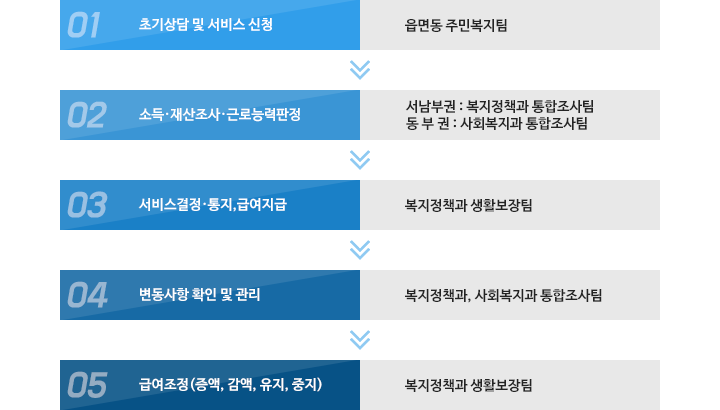 01 초기상담 및 서비스 신청
읍면동 주민복지팀
02 소득·재산조사·근로능력판정
서남부권 : 복지정책과 통합조사팀
동 부 권 : 사회복지과 통합조사팀
03 서비스결정·통지,급여지급
복지정책과 생활보장팀
04 변동사항 확인 및 관리
복지정책과, 사회복지과 통합조사팀
05 급여조정(증액, 감액, 유지, 중지)
복지정책과 생활보장팀